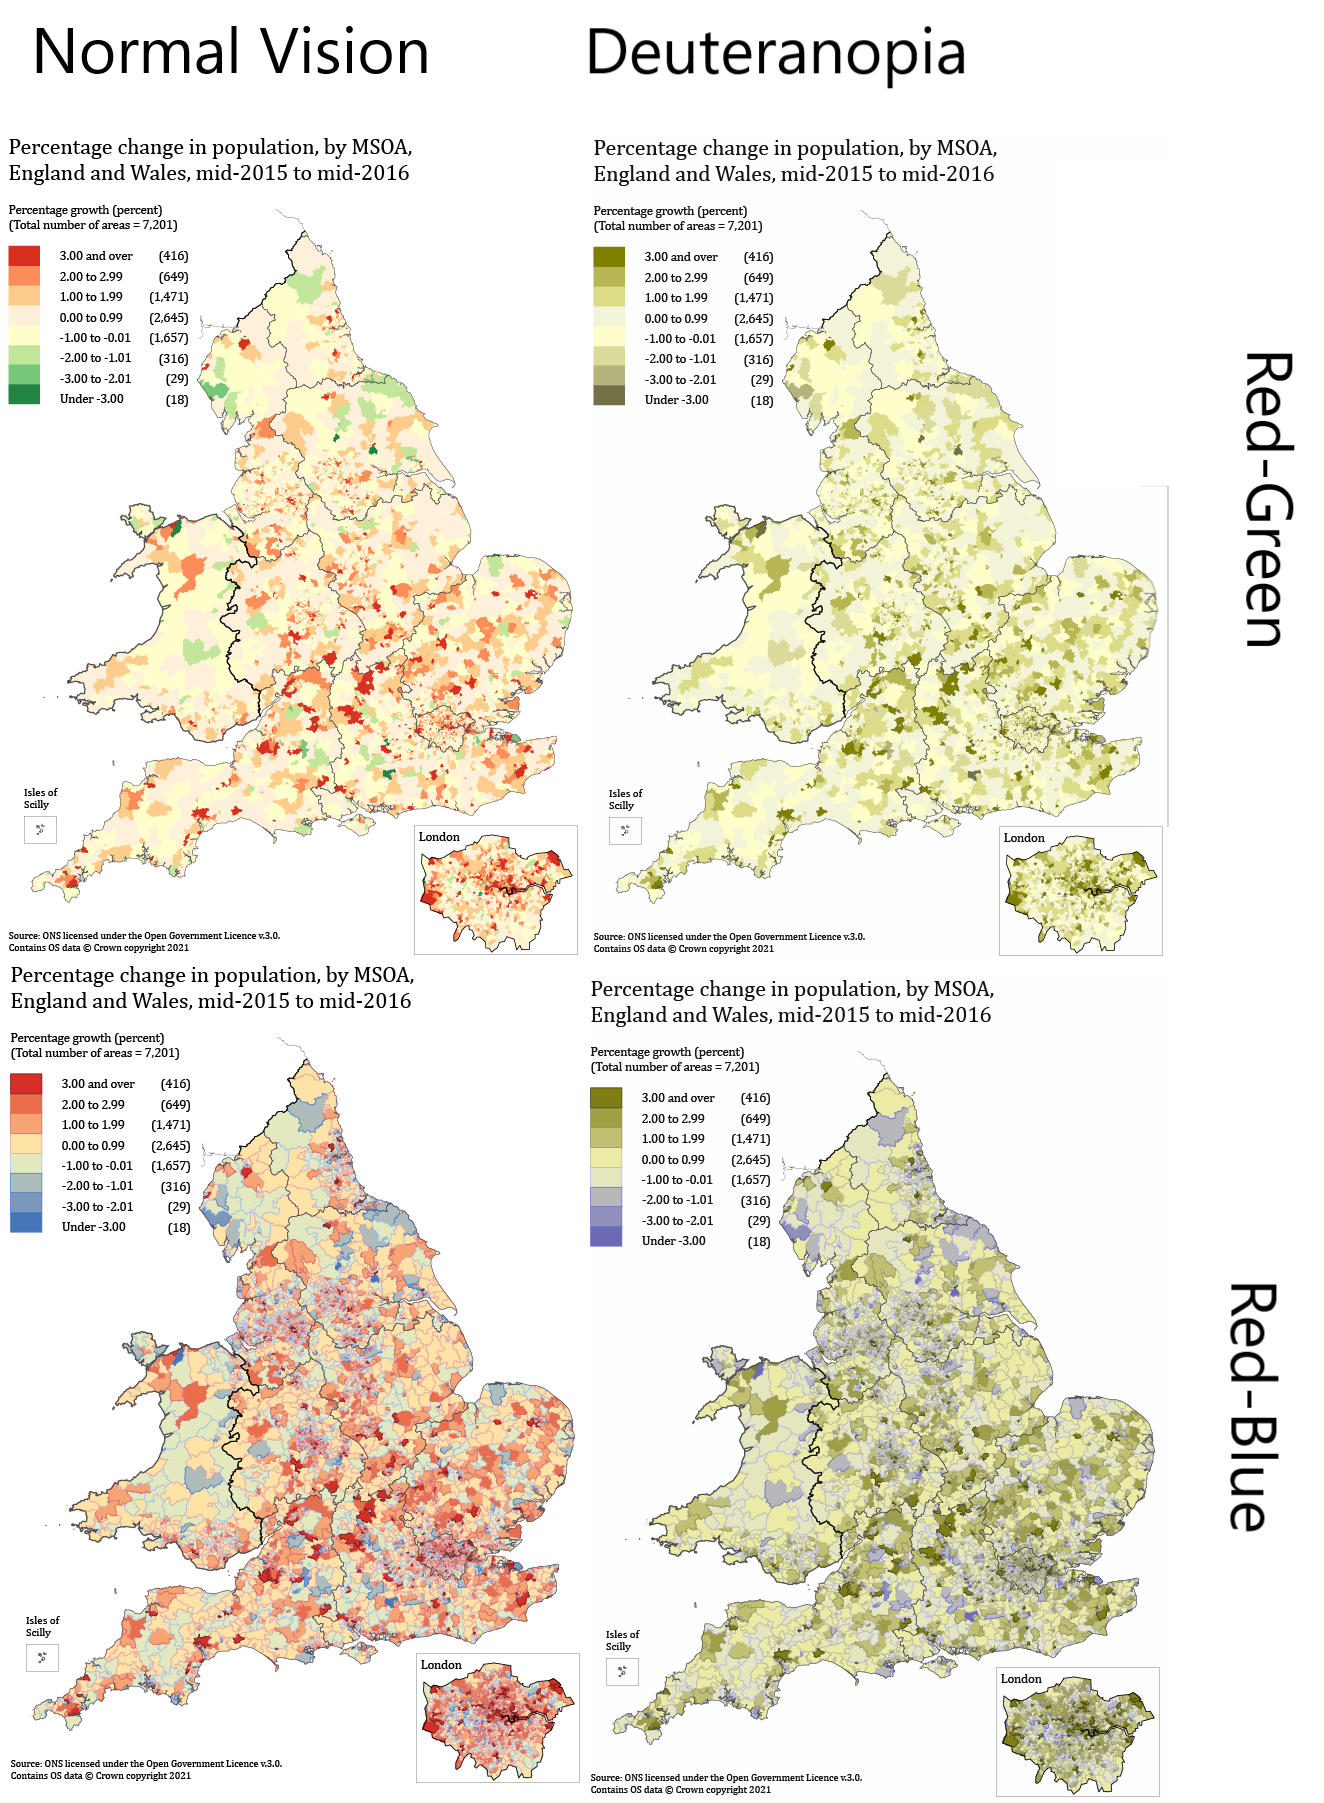 Normal Vision
Deuteranopia
Percentage change in population, by MSOA,
England and Wales, mid-2015 to mid-2016
Percentage growth (percent)
(Total number of areas = 7,201)
3.00 and over (416)
2.00 to 2.99 (649)
1.00 to 1.99 (1,471)
0.00 to 0.99 (2,645)
-1.00 to -0.01 (1,657)
-2.00 to -1.01 (316)
-3.00 to -2.01 (29)
Under -3.00 (18)
Isles of
Scilly
London
Source: ONS licensed under the Open Government Licence v.3.0.
Contains OS data © Crown copyright 2021
Percentage change in population, by MSOA,
England and Wales, mid-2015 to mid-2016
Percentage growth (percent)
(Total number of areas = 7,201)
3.00 and over (416)
2.00 to 2.99 (649)
1.00 to 1.99 (1,471)
0.00 to 0.99 (2,645)
-1.00 to -0.01 (1,657)
-2.00 to -1.01 (316)
-3.00 to -2.01 (29)
Under -3.00 (18)
Isles of
Scilly
London
Source: ONS licensed under the Open Government Licence v.3.0.
Contains OS data © Crown copyright 2021
Red-Green
Percentage change in population, by MSOA,
England and Wales, mid-2015 to mid-2016
Percentage growth (percent)
(Total number of areas = 7,201)
3.00 and over (416)
2.00 to 2.99 (649)
1.00 to 1.99 (1,471)
0.00 to 0.99 (2,645)
-1.00 to -0.01 (1,657)
-2.00 to -1.01 (316)
-3.00 to -2.01 (29)
Under -3.00 (18)
Isles of
Scilly
London
Source: ONS licensed under the Open Government Licence v.3.0.
Contains OS data © Crown copyright 2021
Percentage change in population, by MSOA,
England and Wales, mid-2015 to mid-2016
Percentage growth (percent)
(Total number of areas = 7,201)
3.00 and over (416)
2.00 to 2.99 (649)
1.00 to 1.99 (1,471)
0.00 to 0.99 (2,645)
-1.00 to -0.01 (1,657)
-2.00 to -1.01 (316)
-3.00 to -2.01 (29)
Under -3.00 (18)
Isles of
Scilly
London
Source: ONS licensed under the Open Government Licence v.3.0.
Contains OS data © Crown copyright 2021
Red-Blue